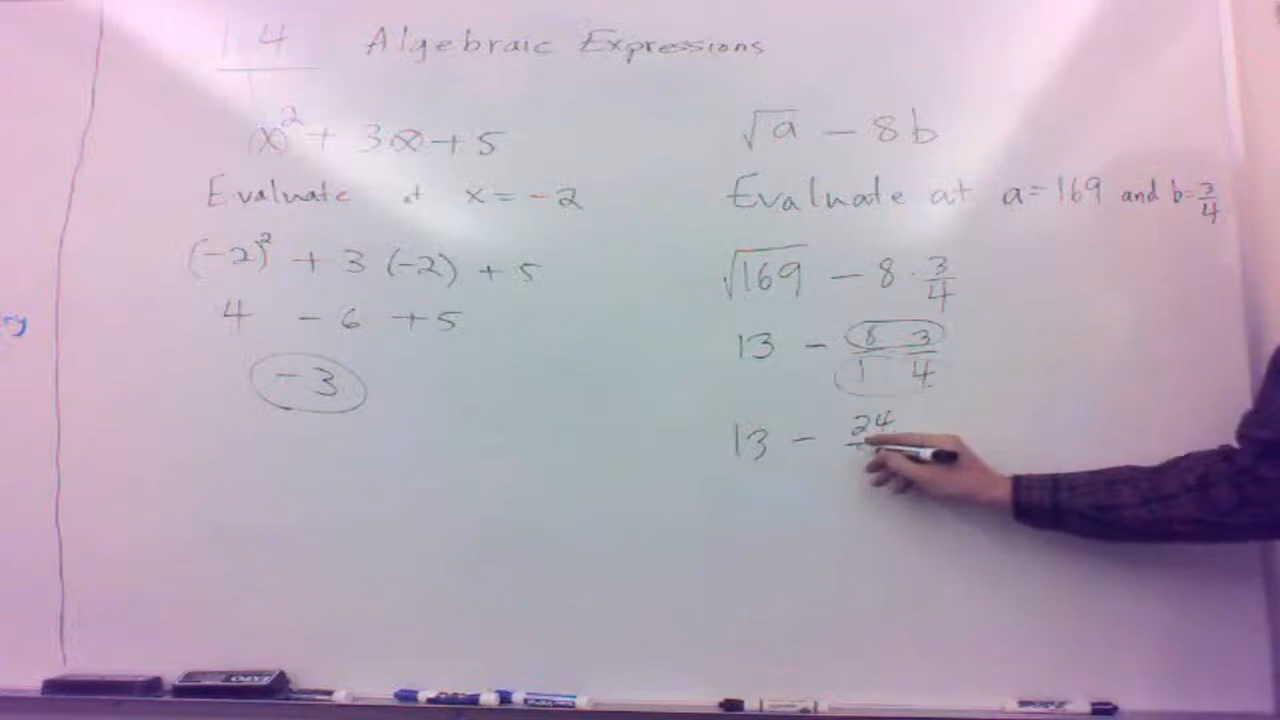 1.4 Algebraic Expressions
x² + 3x + 5
Evaluate at x = -2
(-2)² + 3 (-2) + 5
4 - 6 + 5
-3
√a - 8b
Evaluate at a=169 and b=3/4
√169 - 8 · 3/4
13 - 8 3 / 1 4
13 - 24
EXPO